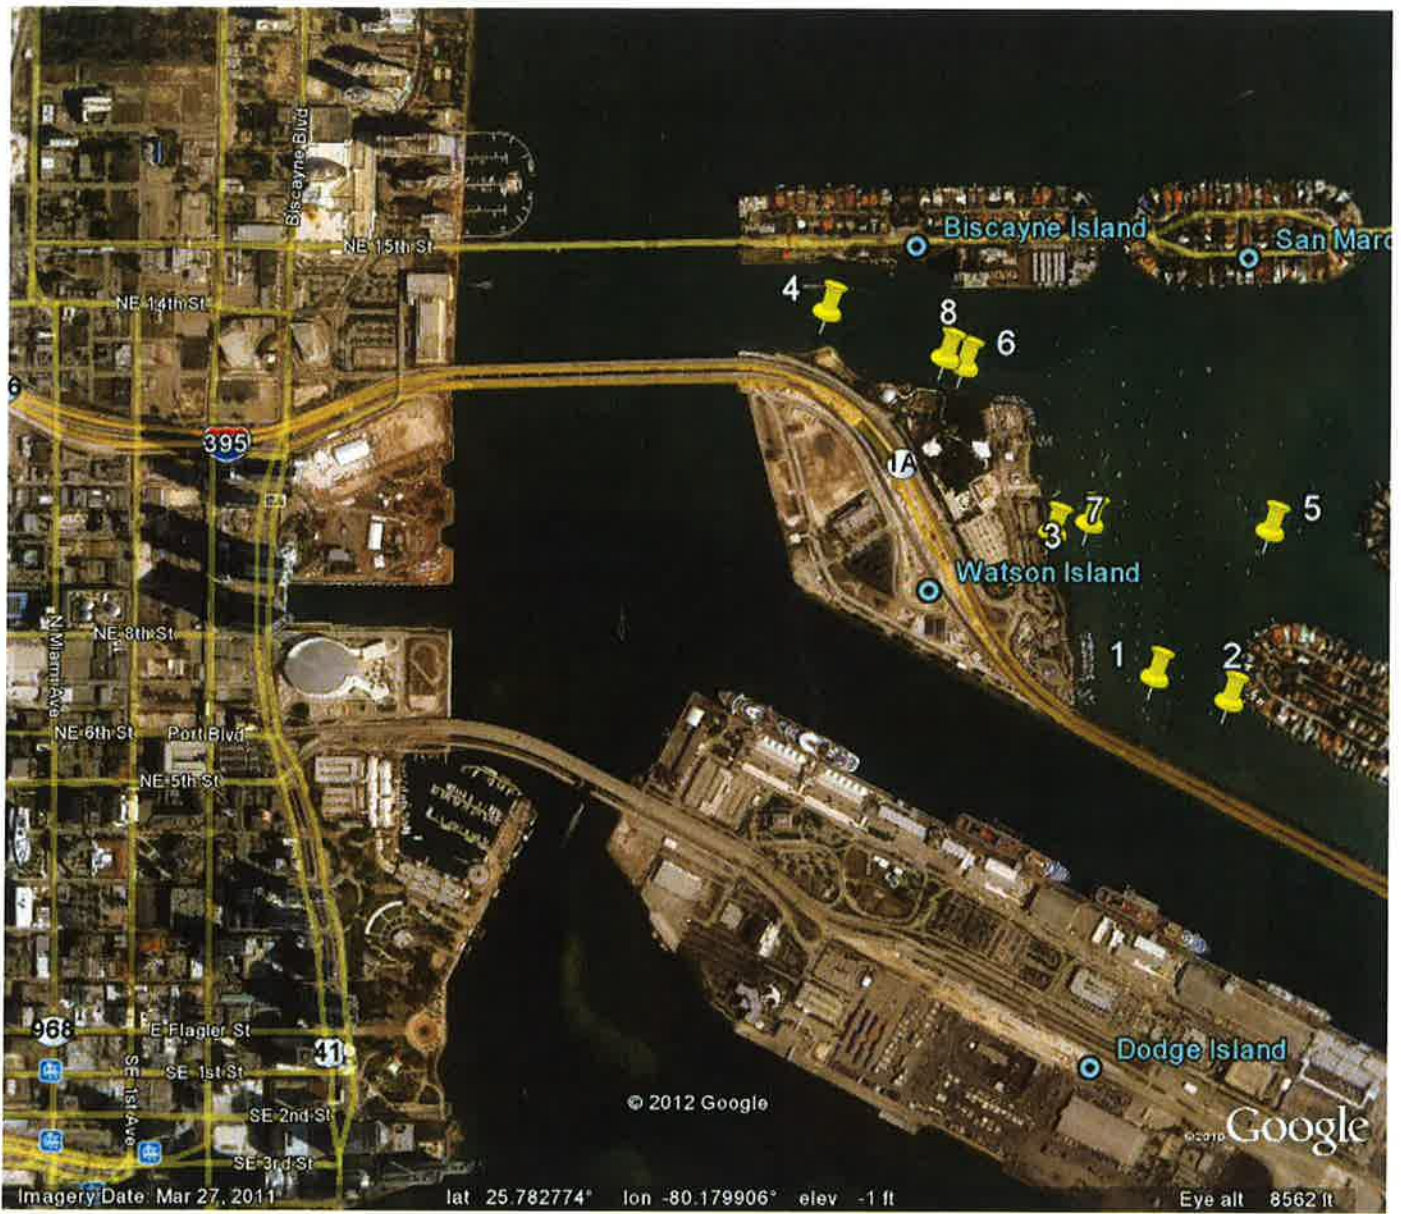 Biscayne Blvd
NE 15th St
Biscayne Island
San Marc
4
NE 14th St
8
6
6
395
1A
5
7
3
Watson Island
NE 8th St
N Miami Ave
1
2
NE 6th St
Port Blvd
NE 5th St
968
E Flagler St
41
SE 1st St
Dodge Island
SE 1st Ave
SE 2nd St
© 2012 Google
©2010 Google
SE 3rd St
Imagery Date: Mar 27, 2011
lat 25.782774° lon -80.179906° elev -1 ft
Eye alt 8562 ft